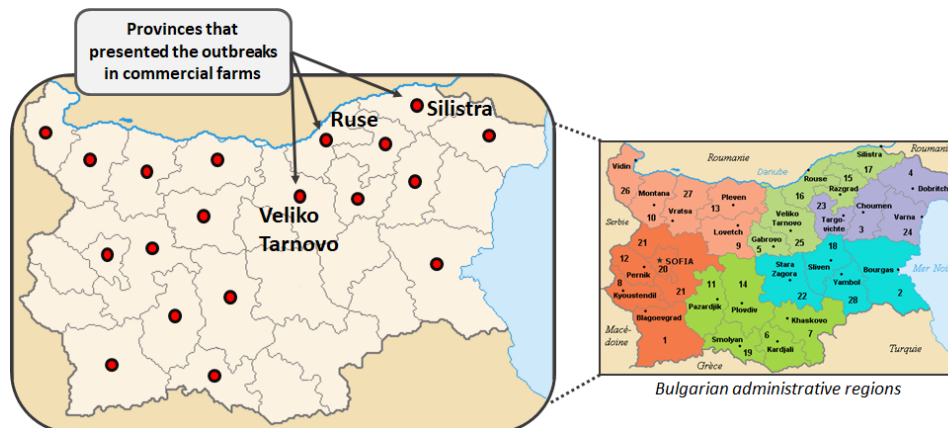 Provinces that
presented the outbreaks
in commercial farms
Silistra
Ruse
Veliko
Tarnovo
Silistra
Roumanie
Roumanie
Vidin
Danube
Rouse
17
15
4
26
Montana
27
16
Razgrad
Dobritch
Pleven
23
Choumen
13
Veliko
Tarnovo
Targo-
vichte
Varna
10
Vratsa
Serbie
Lovetch
3
24
Gabrovo
21
9
5
25
18
12
SOFIA
Stara
Zagora
Sliven
Bourgas
Mer Noire
Pernik
20
11
14
Yambol
8
21
22
2
Kyoustendil
Pazardjik
Plovdiv
28
Blagoevgrad
Khaskovo
Macé-
doine
Smolyan
6
7
1
19
Kardjali
Turquie
Grèce
Bulgarian administrative regions